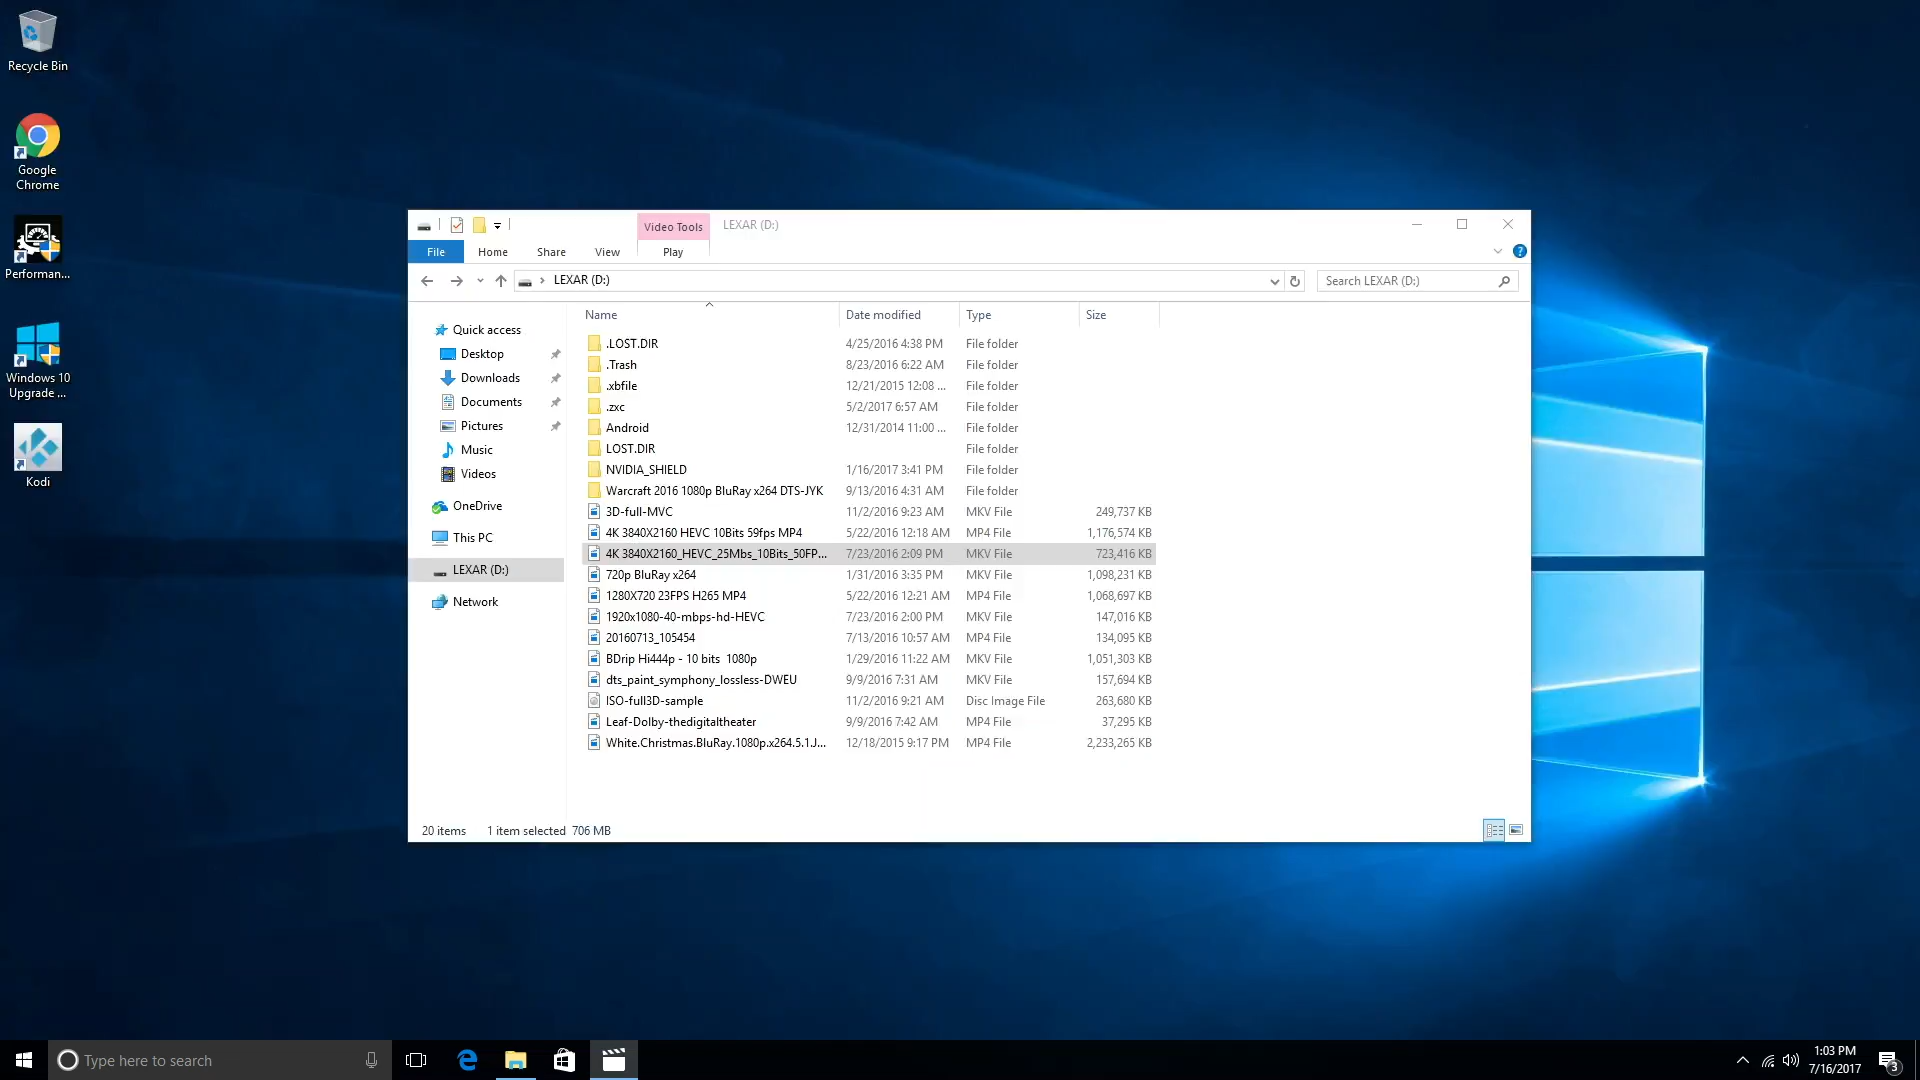 Recycle Bin
Google
Chrome
Performan...
Windows 10
Upgrade ...
Kodi
Video Tools
LEXAR (D:)
File
Home
Share
View
Play
LEXAR (D:)
Search LEXAR (D:)
Quick access
Desktop
Downloads
Documents
Pictures
Music
Videos
OneDrive
This PC
LEXAR (D:)
Network
Name Date modified Type Size
.LOST.DIR 4/25/2016 4:38 PM File folder
.Trash 8/23/2016 6:22 AM File folder
.xbfile 12/21/2015 12:08 ... File folder
.zxc 5/2/2017 6:57 AM File folder
Android 12/31/2014 11:00 ... File folder
LOST.DIR File folder
NVIDIA_SHIELD 1/16/2017 3:41 PM File folder
Warcraft 2016 1080p BluRay x264 DTS-JYK 9/13/2016 4:31 AM File folder
3D-full-MVC 11/2/2016 9:23 AM MKV File 249,737 KB
4K 3840X2160 HEVC 10Bits 59fps MP4 5/22/2016 12:18 AM MP4 File 1,176,574 KB
4K 3840X2160_HEVC_25Mbs_10Bits_50FP... 7/23/2016 2:09 PM MKV File 723,416 KB
720p BluRay x264 1/31/2016 3:35 PM MKV File 1,098,231 KB
1280X720 23FPS H265 MP4 5/22/2016 12:21 AM MP4 File 1,068,697 KB
1920x1080-40-mbps-hd-HEVC 7/23/2016 2:00 PM MKV File 147,016 KB
20160713_105454 7/13/2016 10:57 AM MP4 File 134,095 KB
BDrip Hi444p - 10 bits 1080p 1/29/2016 11:22 AM MKV File 1,051,303 KB
dts_paint_symphony_lossless-DWEU 9/9/2016 7:31 AM MKV File 157,694 KB
ISO-full3D-sample 11/2/2016 9:21 AM Disc Image File 263,680 KB
Leaf-Dolby-thedigitaltheater 9/9/2016 7:42 AM MP4 File 37,295 KB
White.Christmas.BluRay.1080p.x264.5.1.J... 12/18/2015 9:17 PM MP4 File 2,233,265 KB
20 items 1 item selected 706 MB
Type here to search
1:03 PM
7/16/2017
3